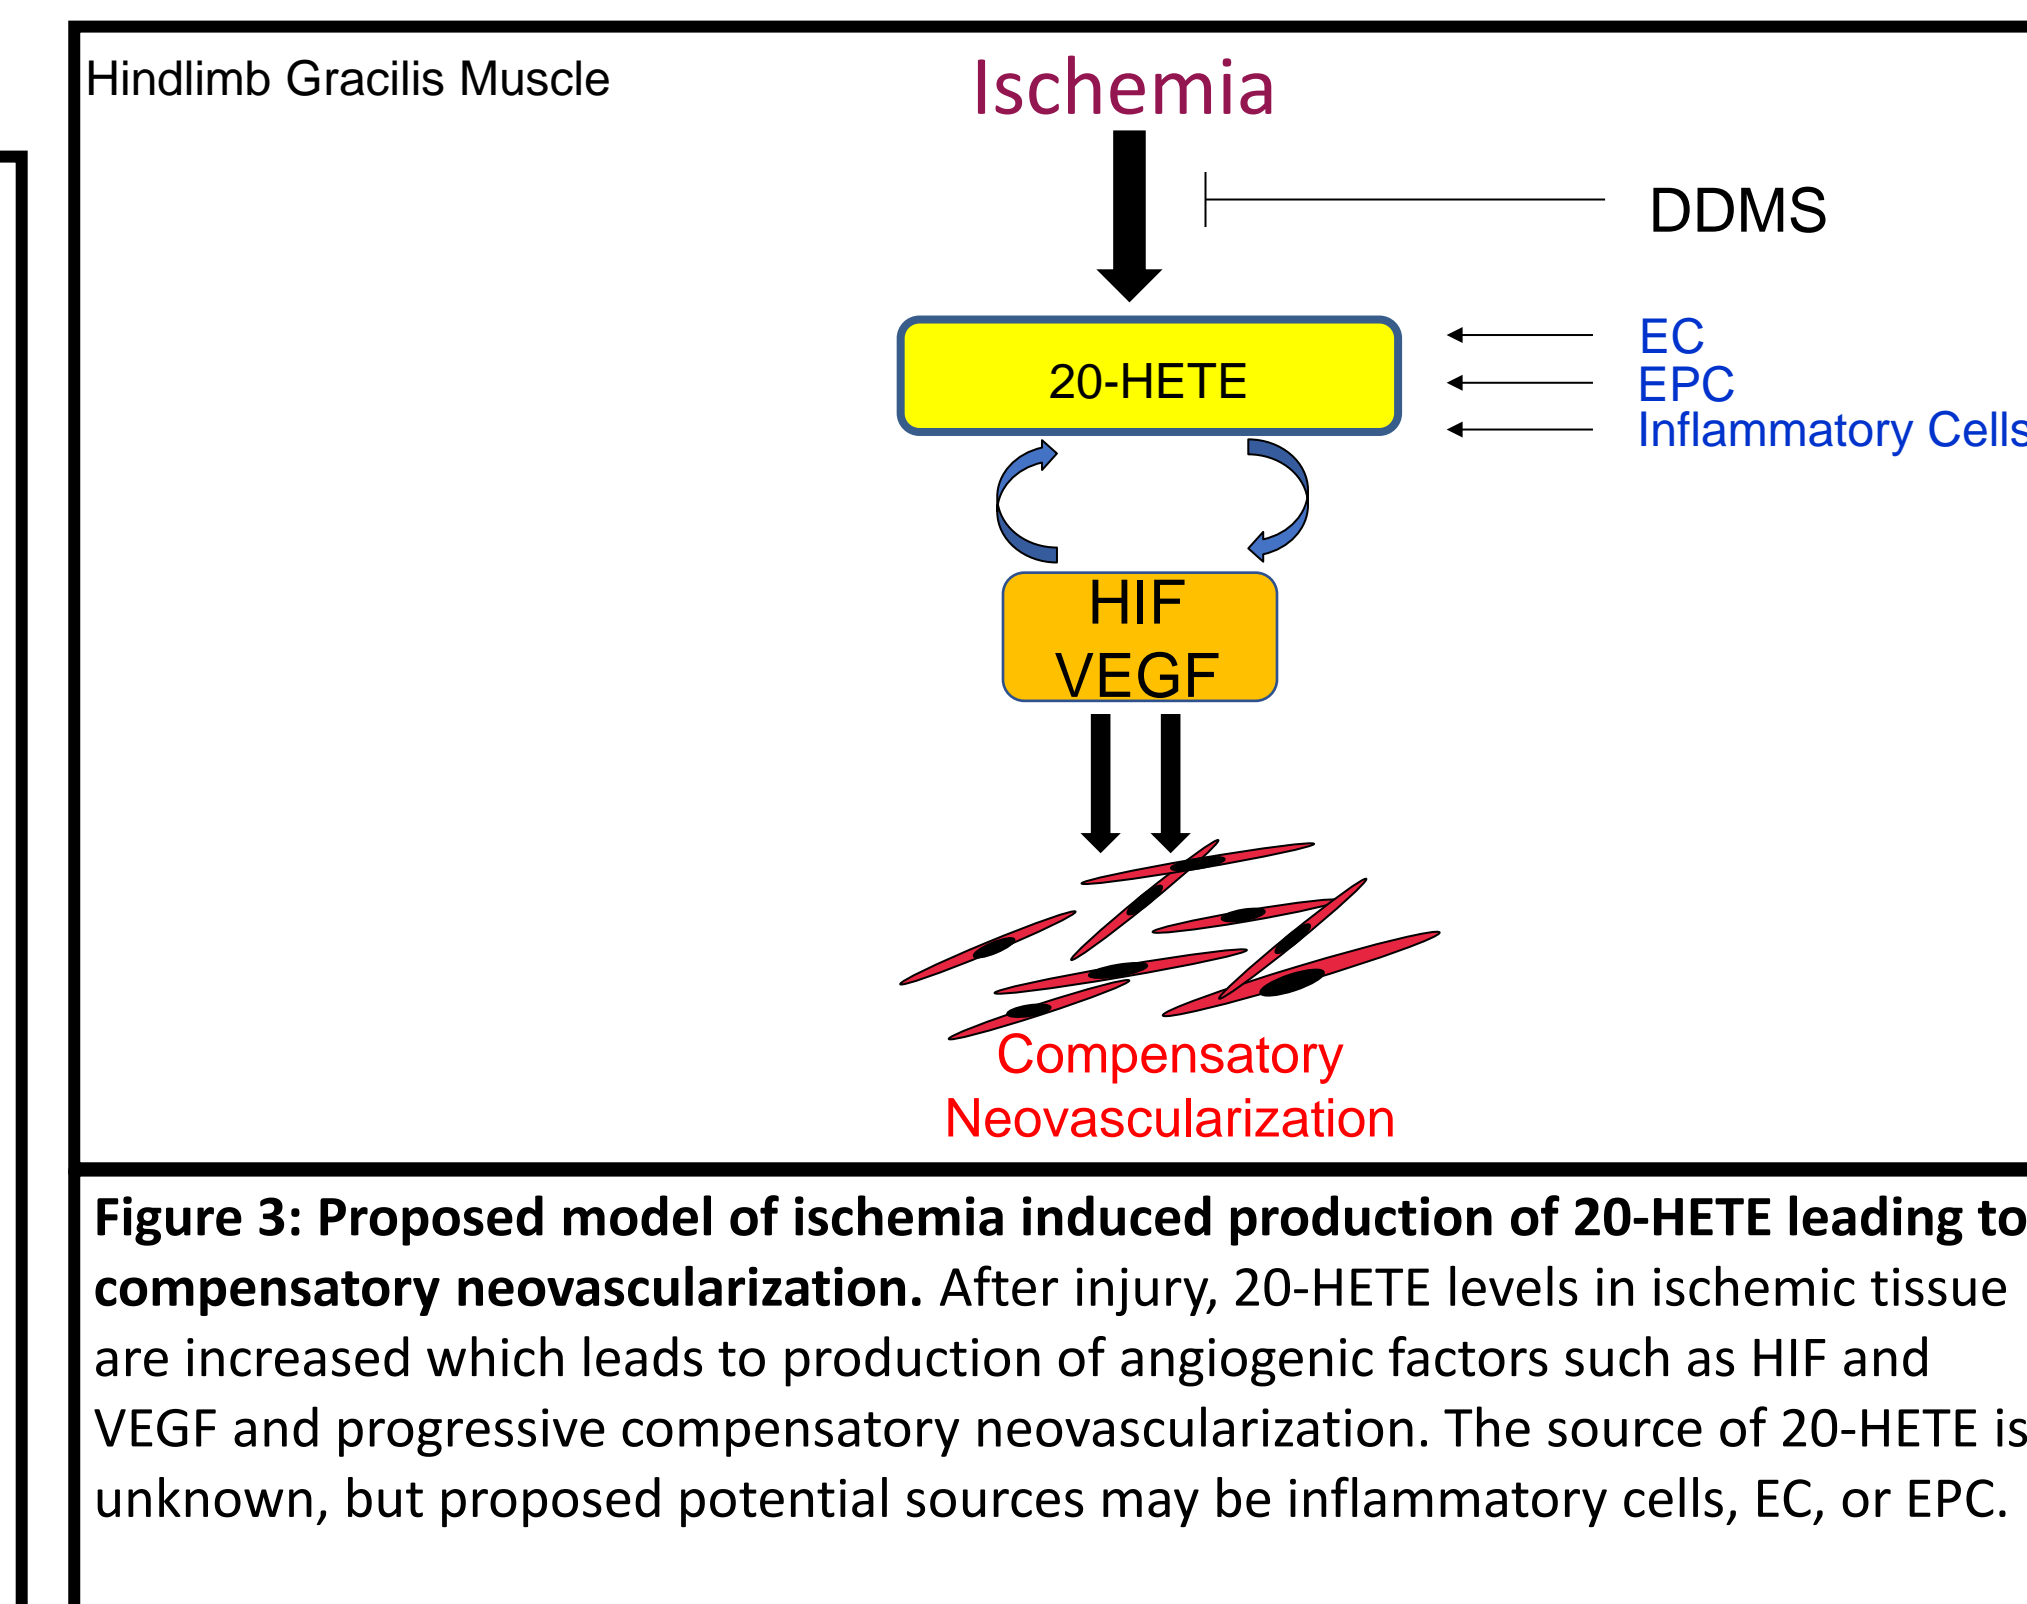 Hindlimb Gracilis Muscle
Ischemia
DDMS
20-HETE
EC
EPC
Inflammatory Cells
HIF
VEGF
Compensatory
Neovascularization
Figure 3: Proposed model of ischemia induced production of 20-HETE leading to
compensatory neovascularization. After injury, 20-HETE levels in ischemic tissue
are increased which leads to production of angiogenic factors such as HIF and
VEGF and progressive compensatory neovascularization. The source of 20-HETE is
unknown, but proposed potential sources may be inflammatory cells, EC, or EPC.